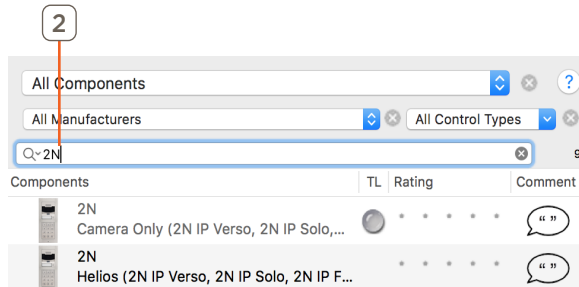 2
All Components
?
All Manufacturers
All Control Types
2N
9
Components TL Rating Comment
2N
Camera Only (2N IP Verso, 2N IP Solo,...
“ ”
2N
Helios (2N IP Verso, 2N IP Solo, 2N IP F...
“ ”